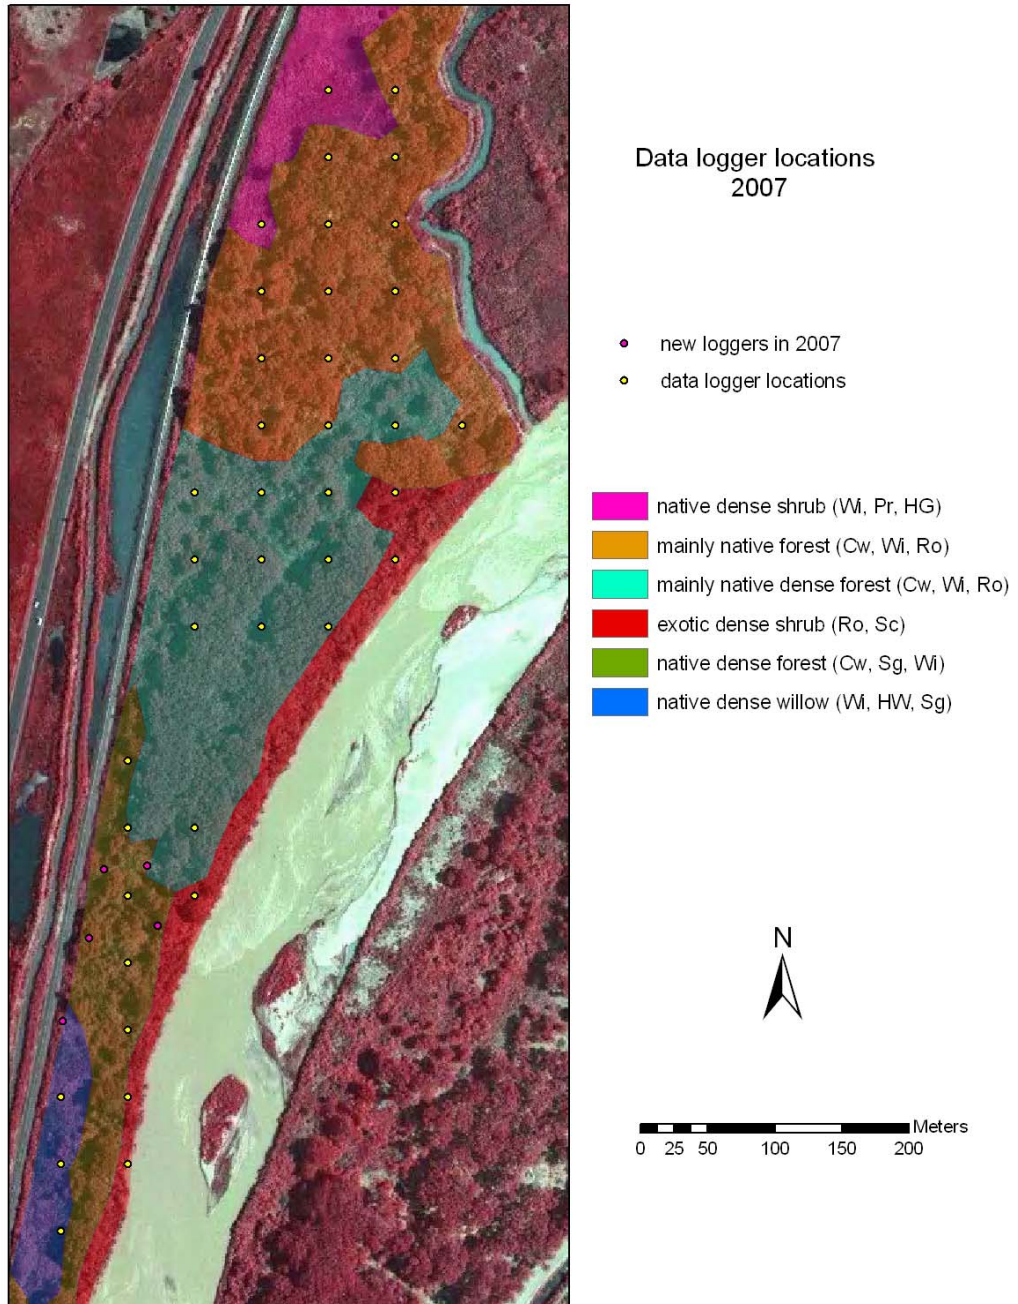 Data logger locations
2007
new loggers in 2007
data logger locations
native dense shrub (Wi, Pr, HG)
mainly native forest (Cw, Wi, Ro)
mainly native dense forest (Cw, Wi, Ro)
exotic dense shrub (Ro, Sc)
native dense forest (Cw, Sg, Wi)
native dense willow (Wi, HW, Sg)
N
Meters
0 25 50 100 150 200